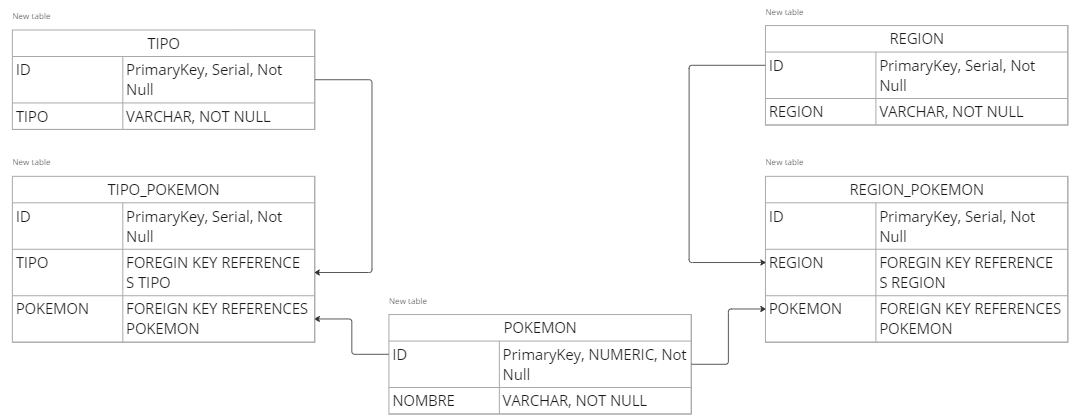 New table
TIPO
ID
PrimaryKey, Serial, Not
Null
TIPO
VARCHAR, NOT NULL
New table
REGION
ID
PrimaryKey, Serial, Not
Null
REGION
VARCHAR, NOT NULL
New table
TIPO_POKEMON
ID
PrimaryKey, Serial, Not
Null
TIPO
FOREGIN KEY REFERENCE
S TIPO
POKEMON
FOREIGN KEY REFERENCES
POKEMON
New table
REGION_POKEMON
ID
PrimaryKey, Serial, Not
Null
REGION
FOREGIN KEY REFERENCE
S REGION
POKEMON
FOREIGN KEY REFERENCES
POKEMON
New table
POKEMON
ID
PrimaryKey, NUMERIC, Not
Null
NOMBRE
VARCHAR, NOT NULL